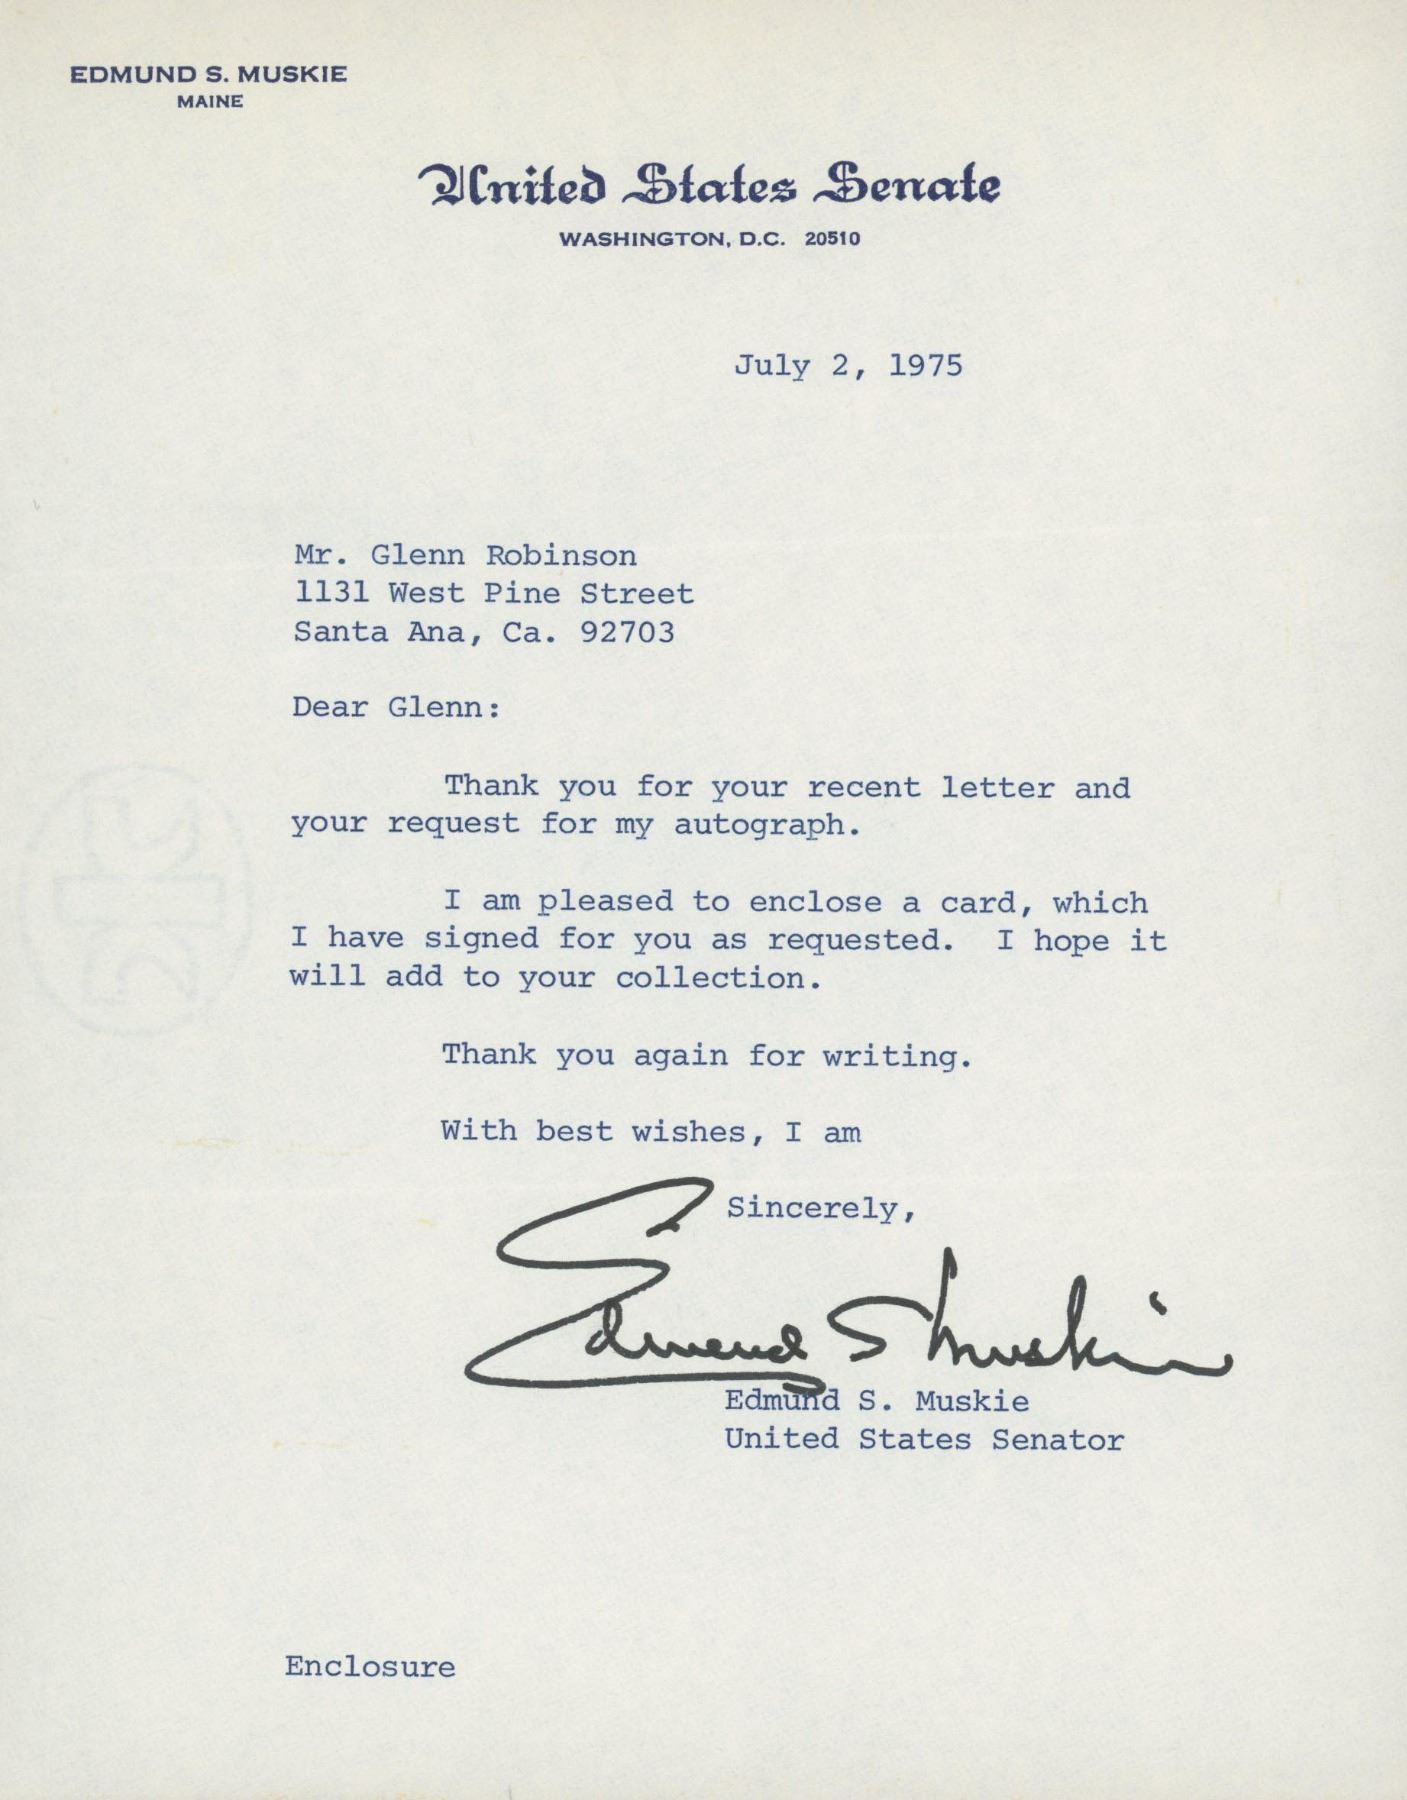 EDMUND S. MUSKIE
MAINE
United States Senate
WASHINGTON, D.C. 20510
July 2, 1975
Mr. Glenn Robinson
1131 West Pine Street
Santa Ana, Ca. 92703
Dear Glenn:
Thank you for your recent letter and
your request for my autograph.
I am pleased to enclose a card, which
I have signed for you as requested. I hope it
will add to your collection.
Thank you again for writing.
With best wishes, I am
Sincerely,
Edmund S Muskie
Edmund S. Muskie
United States Senator
Enclosure